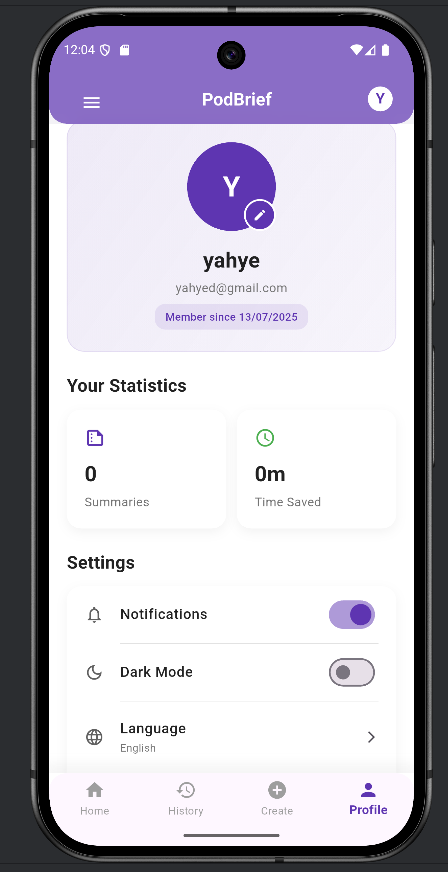 12:04
PodBrief
Y
Y
yahye
yahyed@gmail.com
Member since 13/07/2025
Your Statistics
0
Summaries
0m
Time Saved
Settings
Notifications
Dark Mode
Language
English
Home
History
Create
Profile